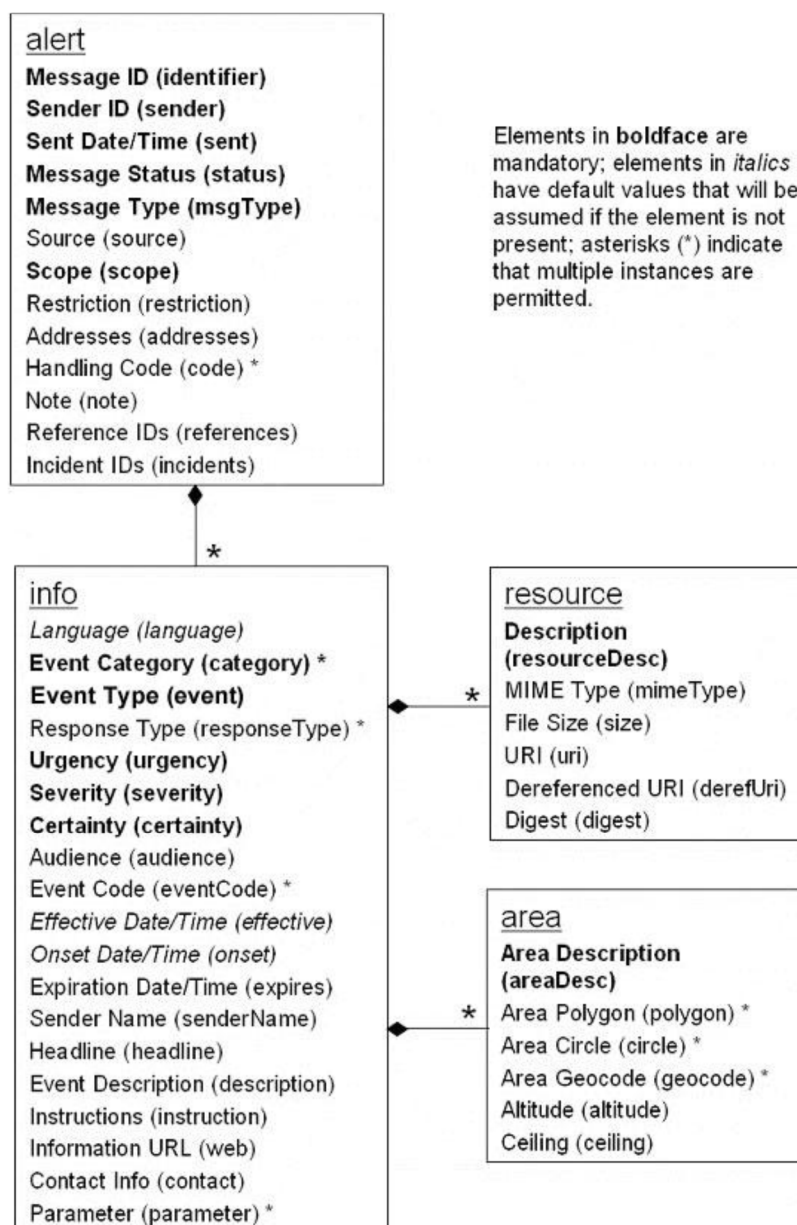 alert
Message ID (identifier)
Sender ID (sender)
Sent Date/Time (sent)
Message Status (status)
Message Type (msgType)
Source (source)
Scope (scope)
Restriction (restriction)
Addresses (addresses)
Handling Code (code) *
Note (note)
Reference IDs (references)
Incident IDs (incidents)
Elements in boldface are
mandatory; elements in italics
have default values that will be
assumed if the element is not
present; asterisks (*) indicate
that multiple instances are
permitted.
*
info
Language (language)
Event Category (category) *
Event Type (event)
Response Type (responseType) *
Urgency (urgency)
Severity (severity)
Certainty (certainty)
Audience (audience)
Event Code (eventCode) *
Effective Date/Time (effective)
Onset Date/Time (onset)
Expiration Date/Time (expires)
Sender Name (senderName)
Headline (headline)
Event Description (description)
Instructions (instruction)
Information URL (web)
Contact Info (contact)
Parameter (parameter) *
*
resource
Description
(resourceDesc)
MIME Type (mimeType)
File Size (size)
URI (uri)
Dereferenced URI (derefUri)
Digest (digest)
*
area
Area Description
(areaDesc)
Area Polygon (polygon) *
Area Circle (circle) *
Area Geocode (geocode) *
Altitude (altitude)
Ceiling (ceiling)